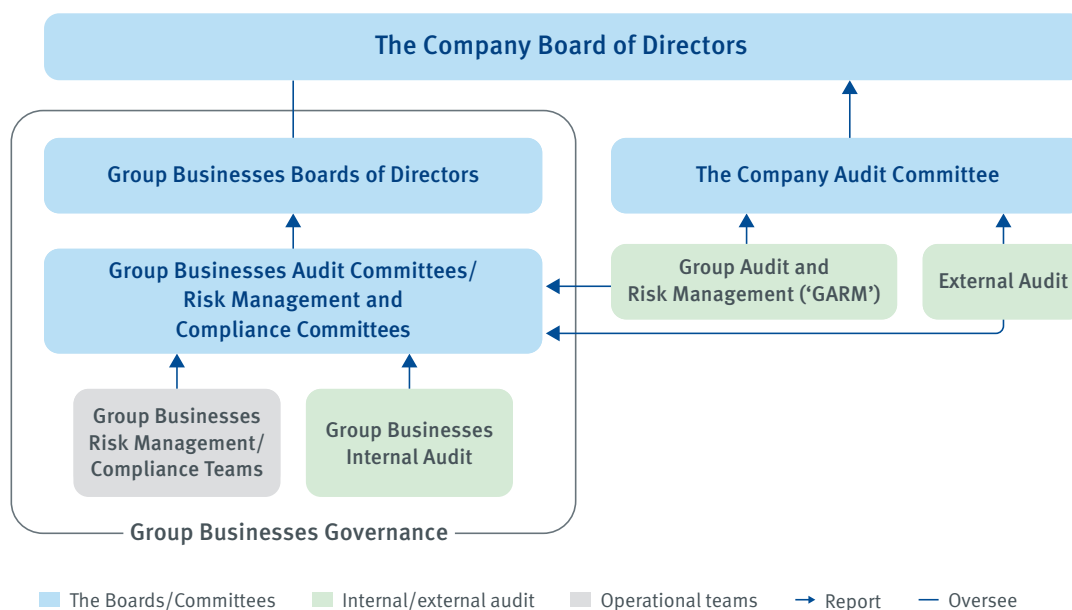 The Company Board of Directors
Group Businesses Boards of Directors
The Company Audit Committee
Group Businesses Audit Committees/
Risk Management and
Compliance Committees
Group Audit and
Risk Management (‘GARM’)
External Audit
Group Businesses
Risk Management/
Compliance Teams
Group Businesses
Internal Audit
Group Businesses Governance
The Boards/Committees
Internal/external audit
Operational teams
Report
Oversee